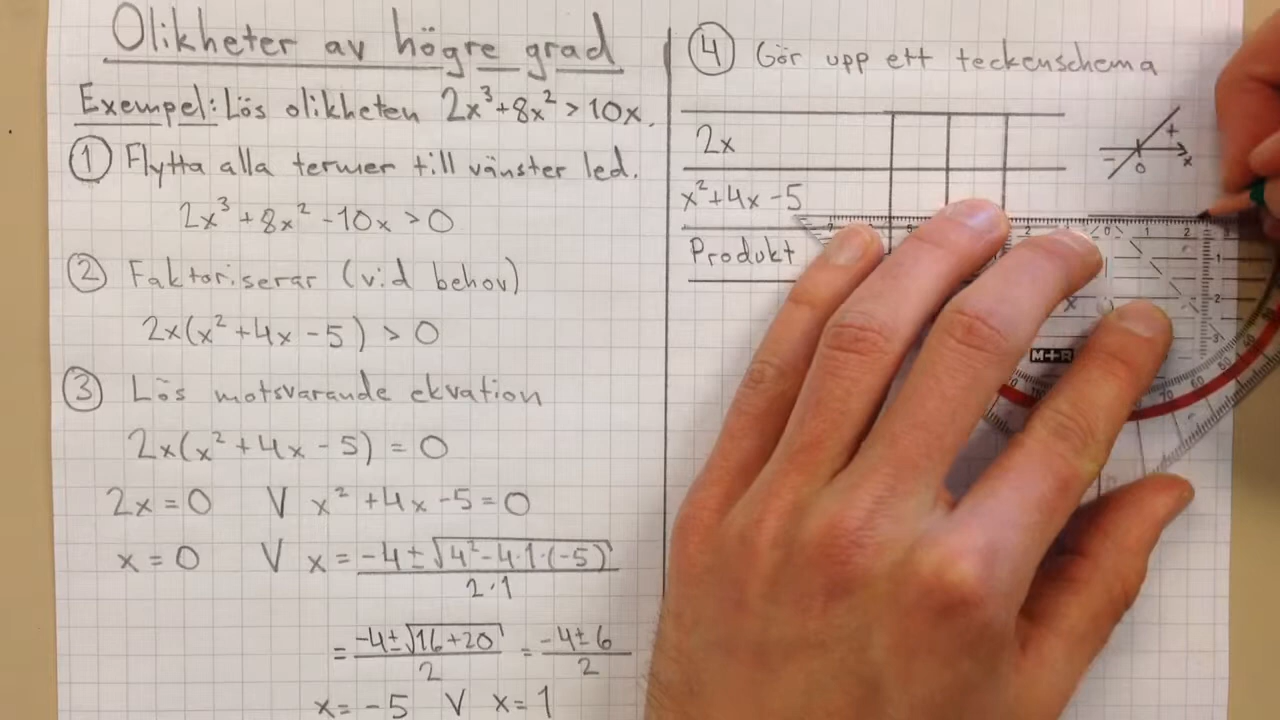 Olikheter av högre grad
Exempel: Lös olikheten 2x³+8x² > 10x.
① Flytta alla termer till vänster led.
2x³ + 8x² - 10x > 0
② Faktoriserar (vid behov)
2x(x² + 4x - 5) > 0
③ Lös motsvarande ekvation
2x(x² + 4x - 5) = 0
2x = 0 V x² + 4x - 5 = 0
x = 0 V x = (-4 ± √(4² - 4·1·(-5))) / (2·1)
= (-4 ± √(16 + 20)) / 2 = (-4 ± 6) / 2
x = -5 V x = 1
④ Gör upp ett teckenschema
2x
x² + 4x - 5
Produkt
- 0 + x
M+R